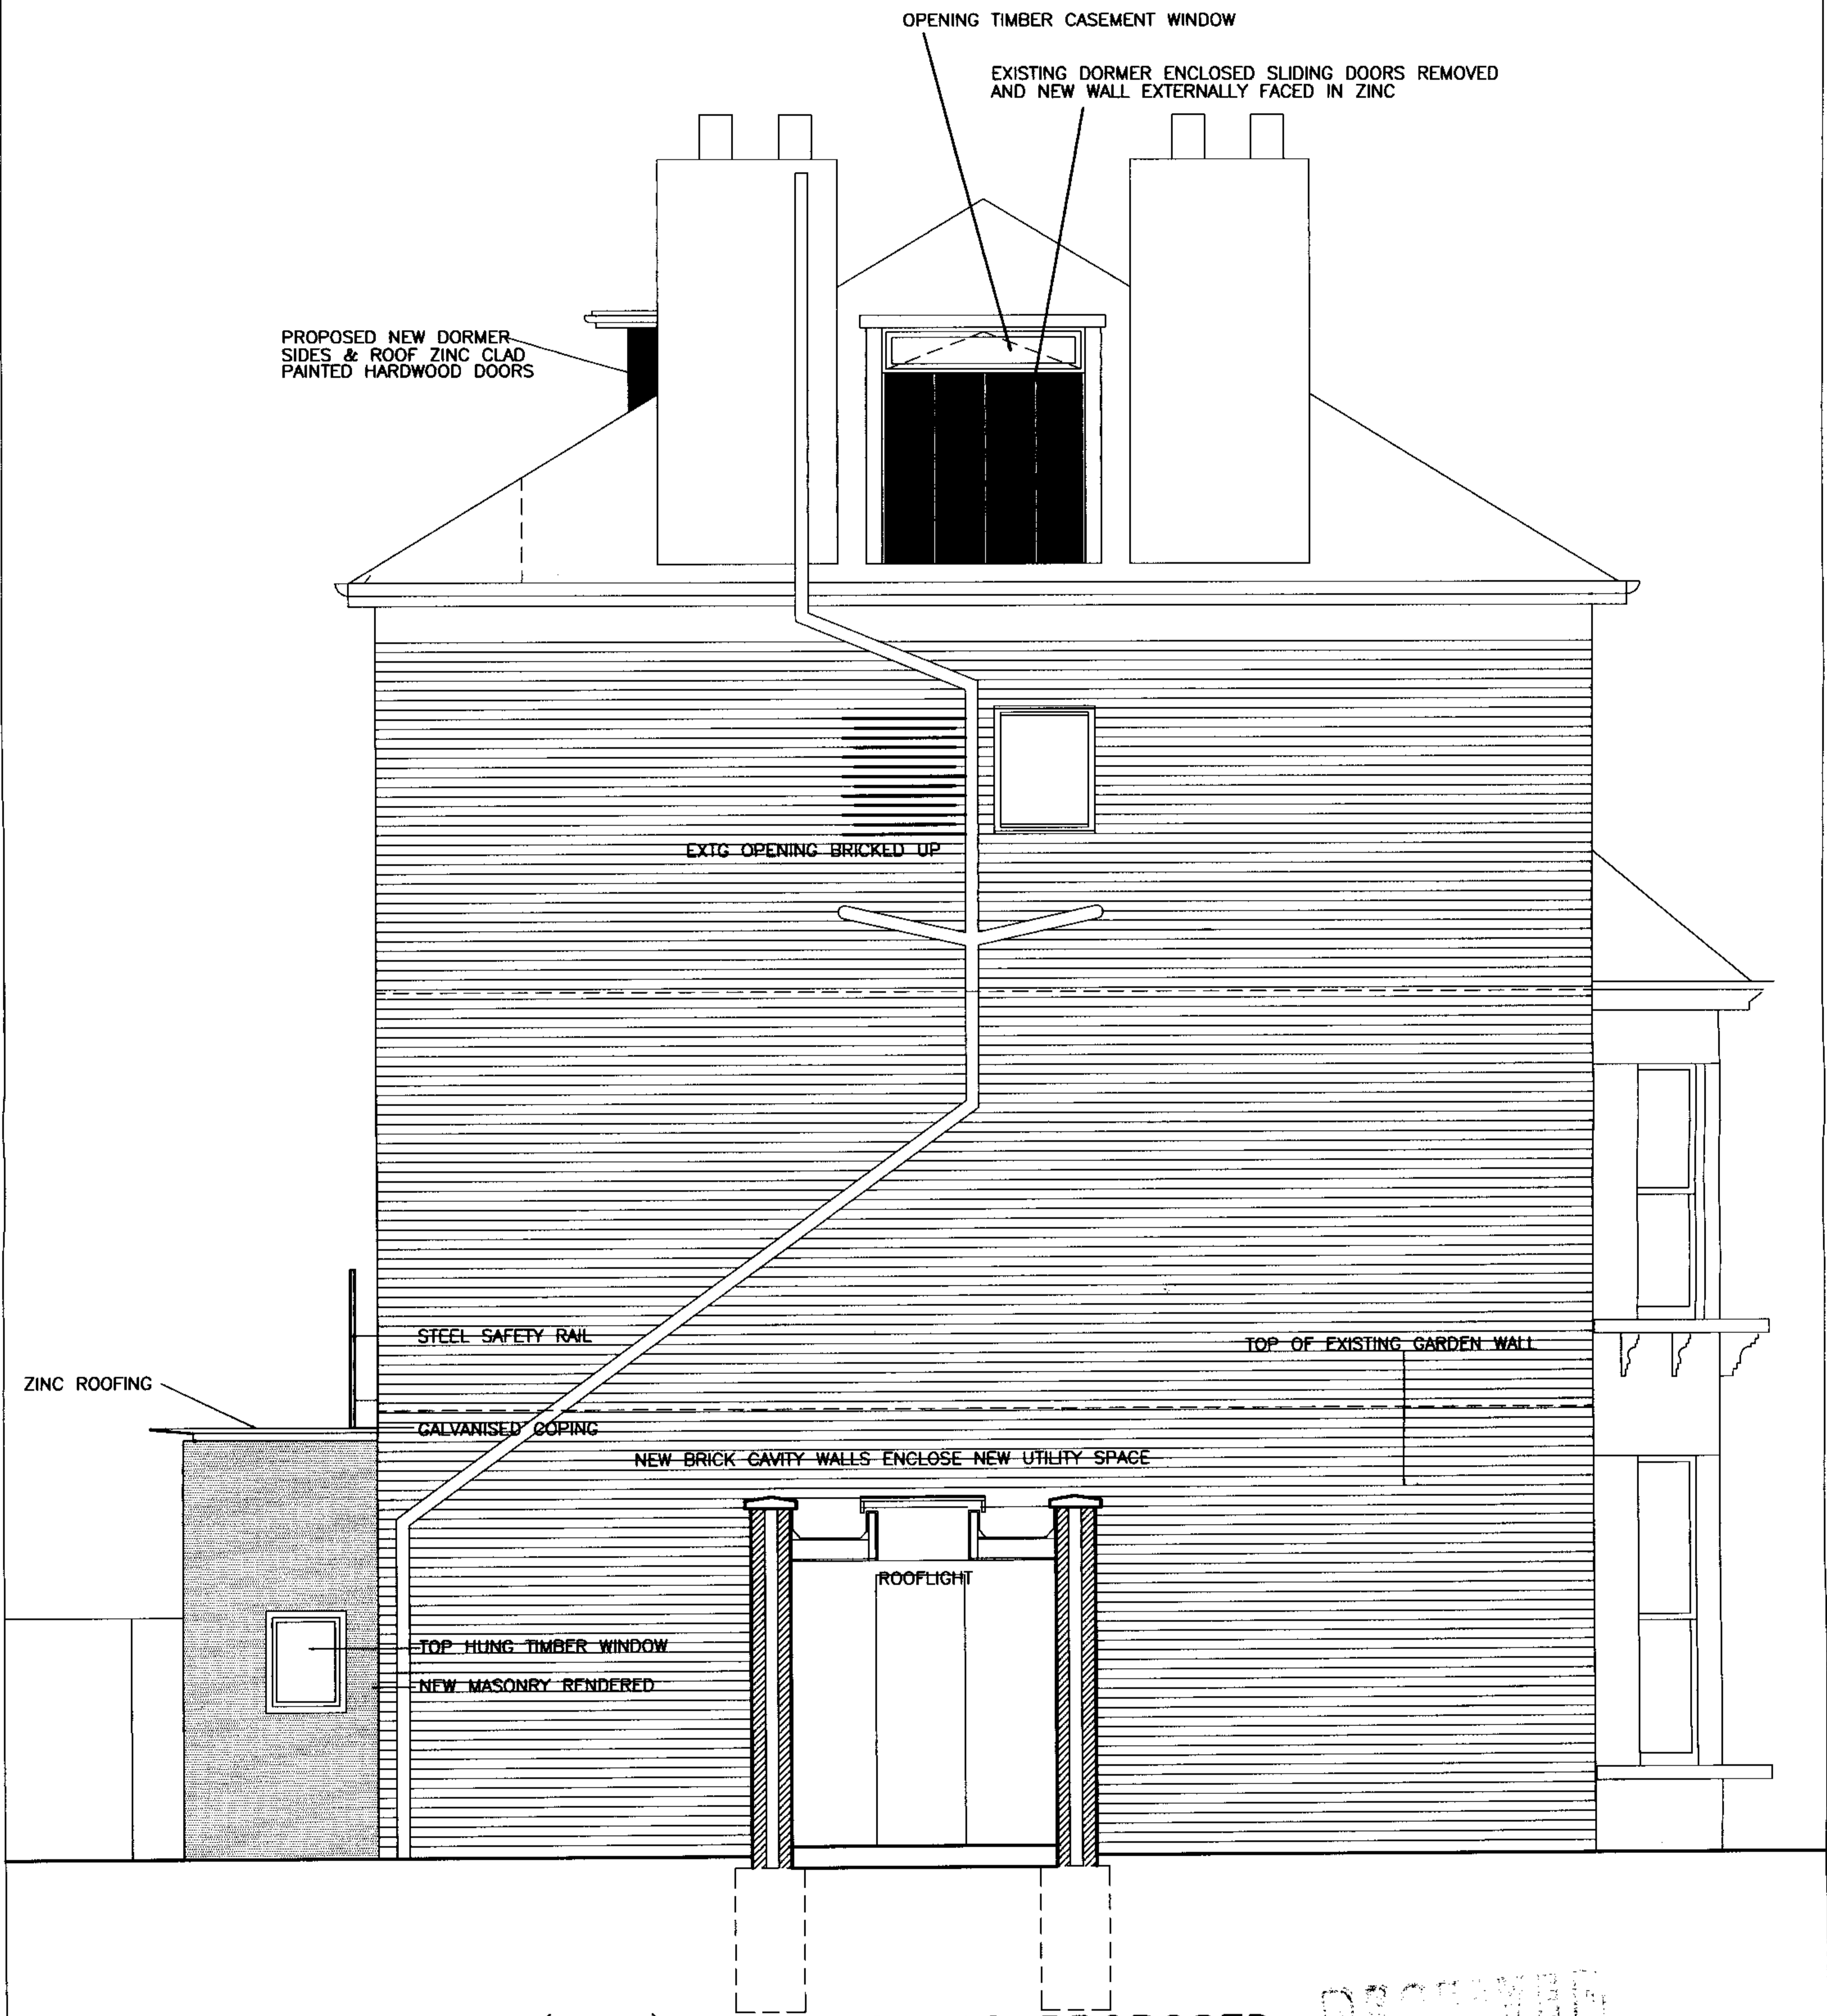 OPENING TIMBER CASEMENT WINDOW
EXISTING DORMER ENCLOSED SLIDING DOORS REMOVED
AND NEW WALL EXTERNALLY FACED IN ZINC
PROPOSED NEW DORMER
SIDES & ROOF ZINC CLAD
PAINTED HARDWOOD DOORS
EXTG OPENING BRICKED UP
STEEL SAFETY RAIL
TOP OF EXISTING GARDEN WALL
ZINC ROOFING
GALVANISED COPING
NEW BRICK CAVITY WALLS ENCLOSE NEW UTILITY SPACE
ROOFLIGHT
TOP HUNG TIMBER WINDOW
NEW MASONRY RENDERED